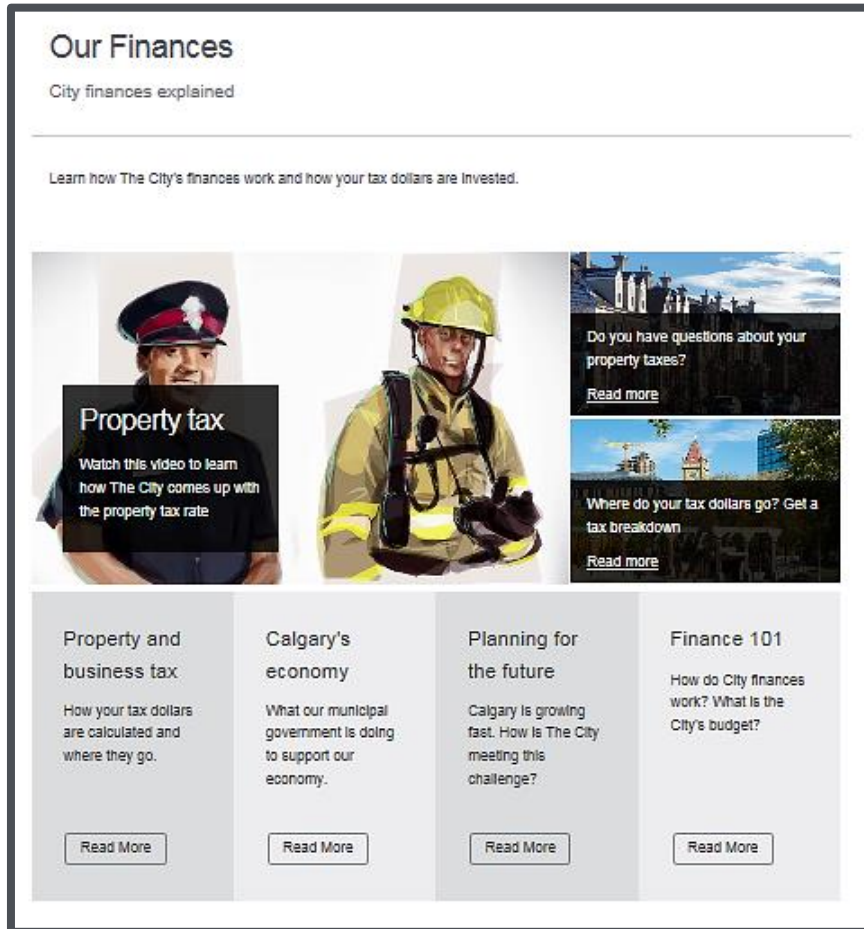 Our Finances
City finances explained
Learn how The City's finances work and how your tax dollars are invested.
Property tax
Watch this video to learn
how The City comes up with
the property tax rate
Do you have questions about your
property taxes?
Read more
Where do your tax dollars go? Get a
tax breakdown
Read more
Property and
business tax
How your tax dollars
are calculated and
where they go.
Read More
Calgary's
economy
What our municipal
government is doing
to support our
economy.
Read More
Planning for
the future
Calgary is growing
fast. How is The City
meeting this
challenge?
Read More
Finance 101
How do City finances
work? What is the
City's budget?
Read More